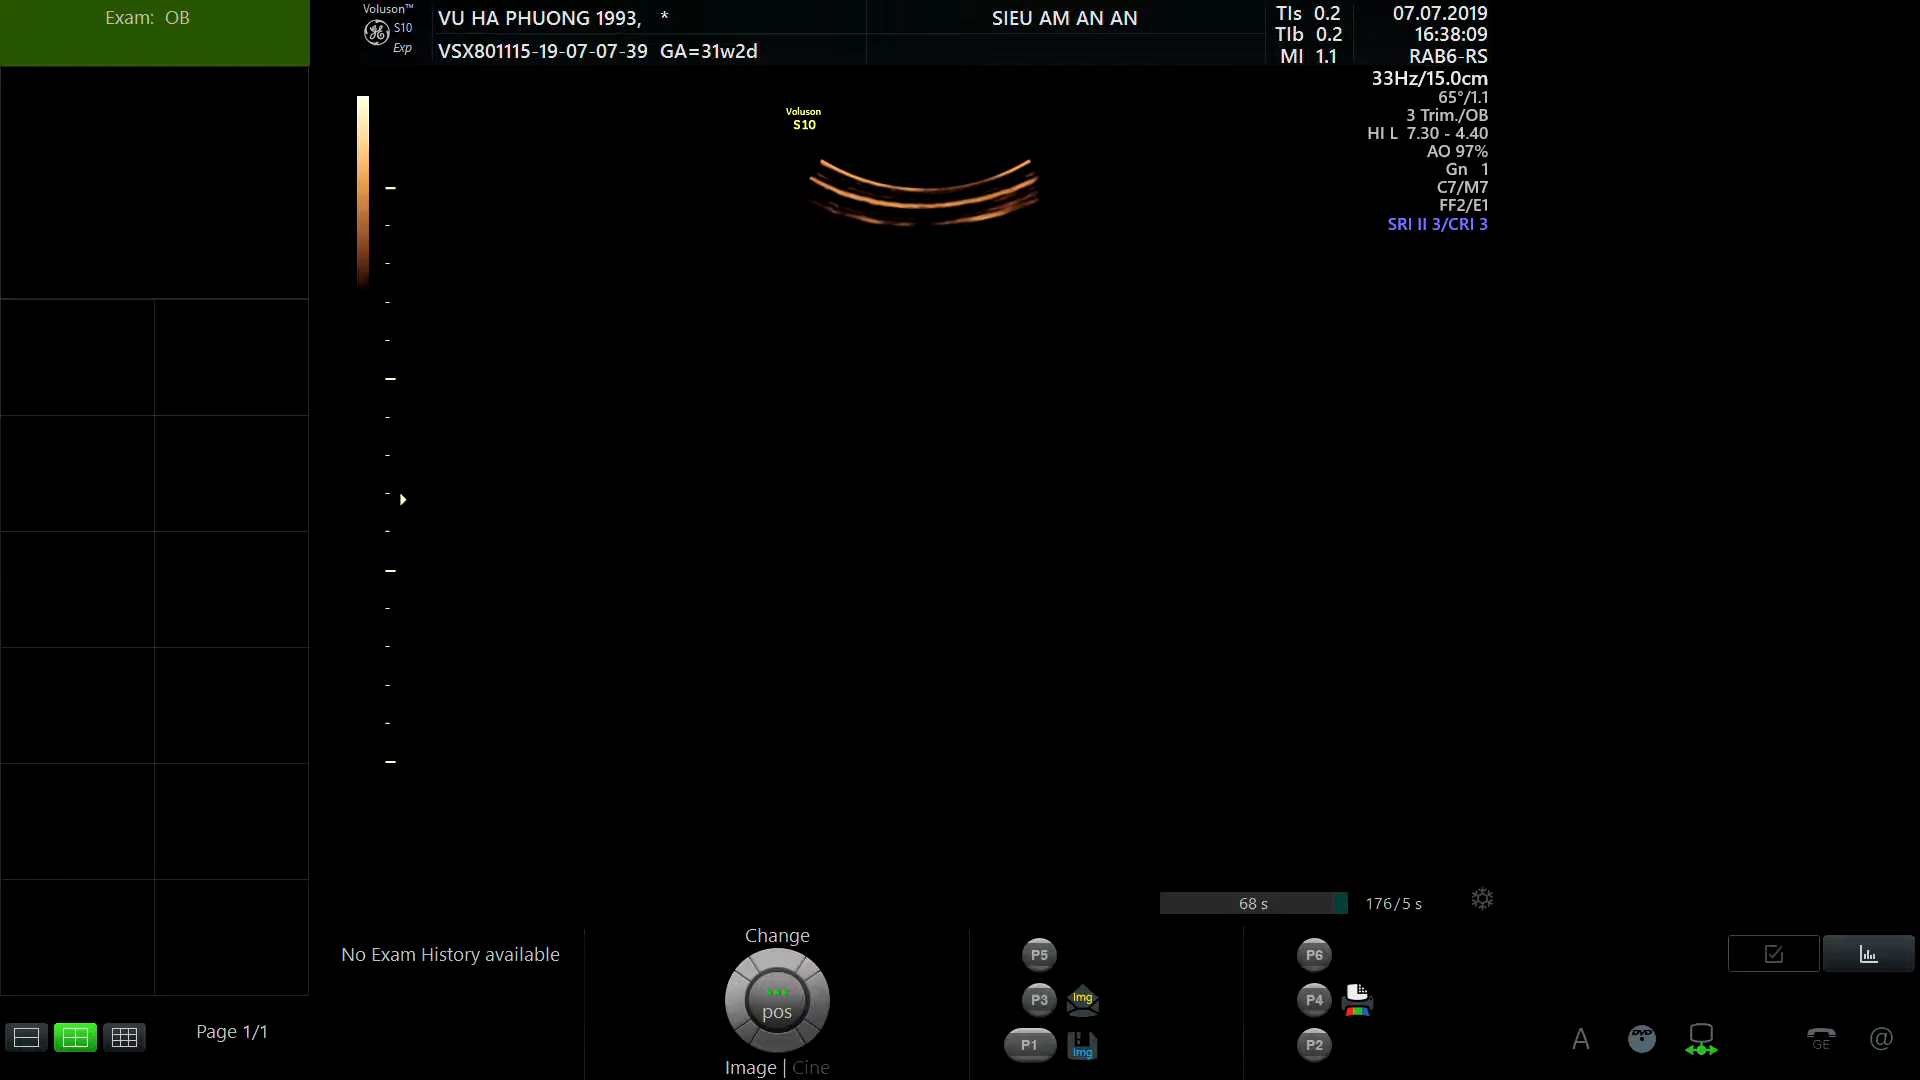 Exam: OB
Voluson™
S10
Exp
VU HA PHUONG 1993, *
VSX801115-19-07-07-39 GA=31w2d
SIEU AM AN AN
TIs 0.2
TIb 0.2
MI 1.1
07.07.2019
16:38:09
RAB6-RS
33Hz/15.0cm
65°/1.1
3 Trim./OB
HI L 7.30 - 4.40
AO 97%
Gn 1
C7/M7
FF2/E1
SRI II 3/CRI 3
Voluson
S10
68 s
176/5 s
No Exam History available
Change
pos
Image | Cine
P5
P3
Img
P1
Img
P6
P4
P2
Page 1/1
A
DVD
GE
@